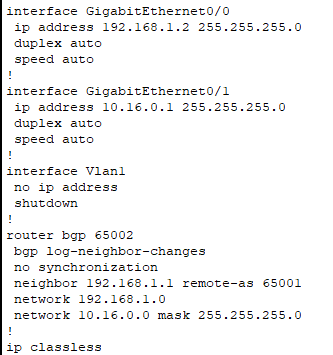 interface GigabitEthernet0/0
 ip address 192.168.1.2 255.255.255.0
 duplex auto
 speed auto
!
interface GigabitEthernet0/1
 ip address 10.16.0.1 255.255.255.0
 duplex auto
 speed auto
!
interface Vlan1
 no ip address
 shutdown
!
router bgp 65002
 bgp log-neighbor-changes
 no synchronization
 neighbor 192.168.1.1 remote-as 65001
 network 192.168.1.0
 network 10.16.0.0 mask 255.255.255.0
!
ip classless